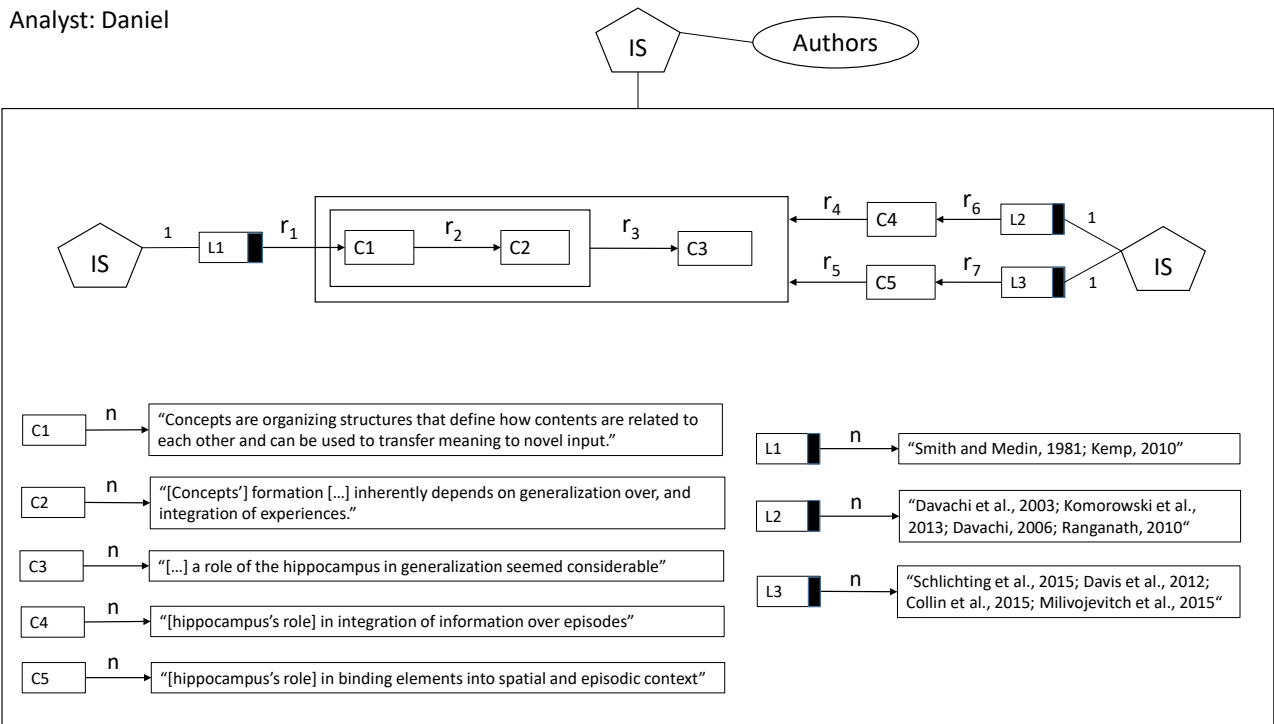 Analyst: Daniel
IS
Authors
r4
C4
r6
L2
1
1
L1
r1
C1
r2
C2
r3
C3
IS
IS
r5
C5
r7
L3
1
C1
n
“Concepts are organizing structures that define how contents are related to
each other and can be used to transfer meaning to novel input.”
L1
n
“Smith and Medin, 1981; Kemp, 2010”
C2
n
“[Concepts’] formation […] inherently depends on generalization over, and
integration of experiences.”
L2
n
“Davachi et al., 2003; Komorowski et al.,
2013; Davachi, 2006; Ranganath, 2010“
C3
n
“[…] a role of the hippocampus in generalization seemed considerable”
L3
n
“Schlichting et al., 2015; Davis et al., 2012;
Collin et al., 2015; Milivojevitch et al., 2015“
C4
n
“[hippocampus’s role] in integration of information over episodes”
C5
n
“[hippocampus’s role] in binding elements into spatial and episodic context”